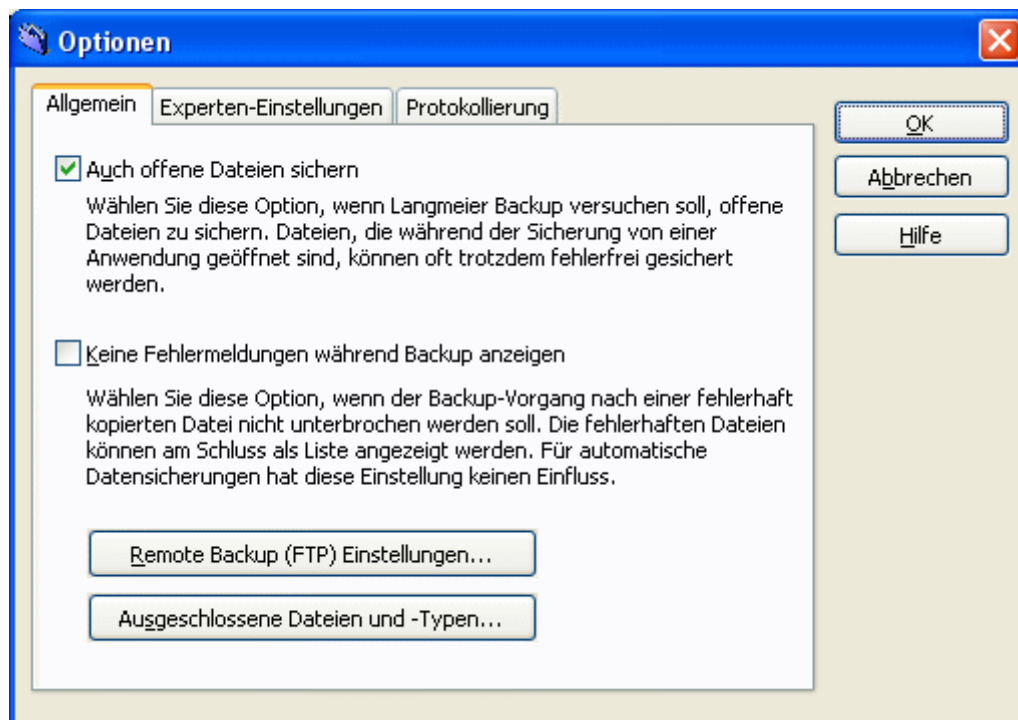 Optionen
Allgemein
Experten-Einstellungen
Protokollierung
OK
Abbrechen
Hilfe
Auch offene Dateien sichern
Wählen Sie diese Option, wenn Langmeier Backup versuchen soll, offene
Dateien zu sichern. Dateien, die während der Sicherung von einer
Anwendung geöffnet sind, können oft trotzdem fehlerfrei gesichert
werden.
Keine Fehlermeldungen während Backup anzeigen
Wählen Sie diese Option, wenn der Backup-Vorgang nach einer fehlerhaft
kopierten Datei nicht unterbrochen werden soll. Die fehlerhaften Dateien
können am Schluss als Liste angezeigt werden. Für automatische
Datensicherungen hat diese Einstellung keinen Einfluss.
Remote Backup (FTP) Einstellungen...
Ausgeschlossene Dateien und -Typen...